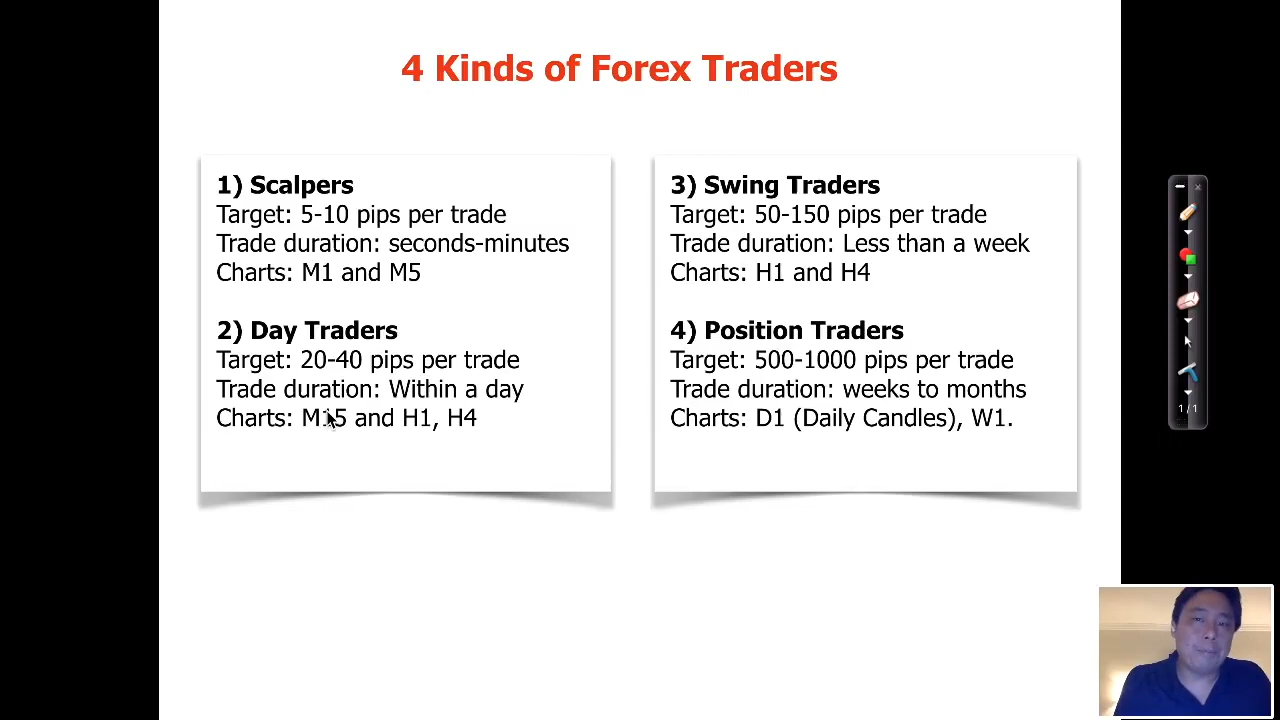 4 Kinds of Forex Traders
1) Scalpers
Target: 5-10 pips per trade
Trade duration: seconds-minutes
Charts: M1 and M5
2) Day Traders
Target: 20-40 pips per trade
Trade duration: Within a day
Charts: M15 and H1, H4
3) Swing Traders
Target: 50-150 pips per trade
Trade duration: Less than a week
Charts: H1 and H4
4) Position Traders
Target: 500-1000 pips per trade
Trade duration: weeks to months
Charts: D1 (Daily Candles), W1.
1 / 1